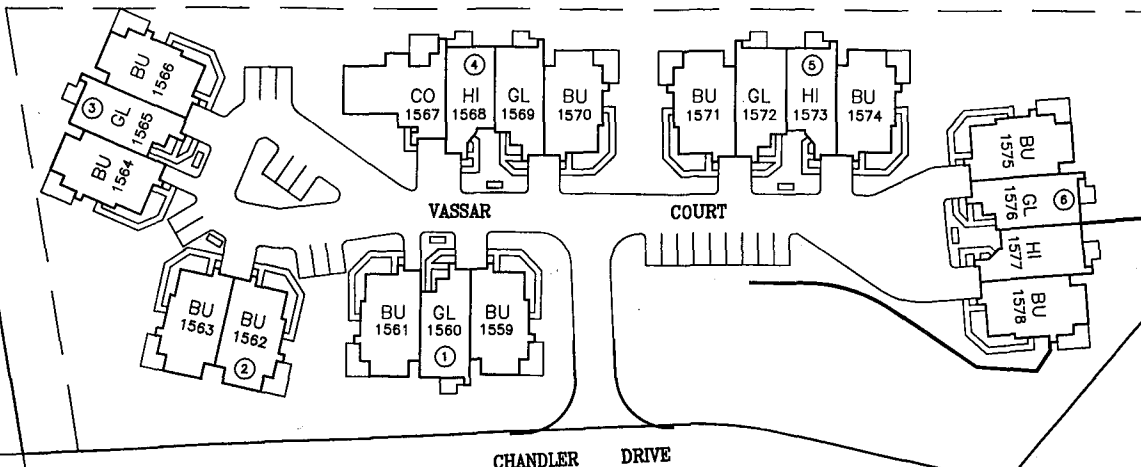 BU
1566
③
GL
1565
BU
1564
CO
1567
④
HI
1568
GL
1569
BU
1570
BU
1571
GL
1572
⑤
HI
1573
BU
1574
BU
1575
GL
1576
⑥
HI
1577
BU
1578
VASSAR COURT
BU
1563
BU
1562
②
BU
1561
GL
1560
①
BU
1559
CHANDLER DRIVE